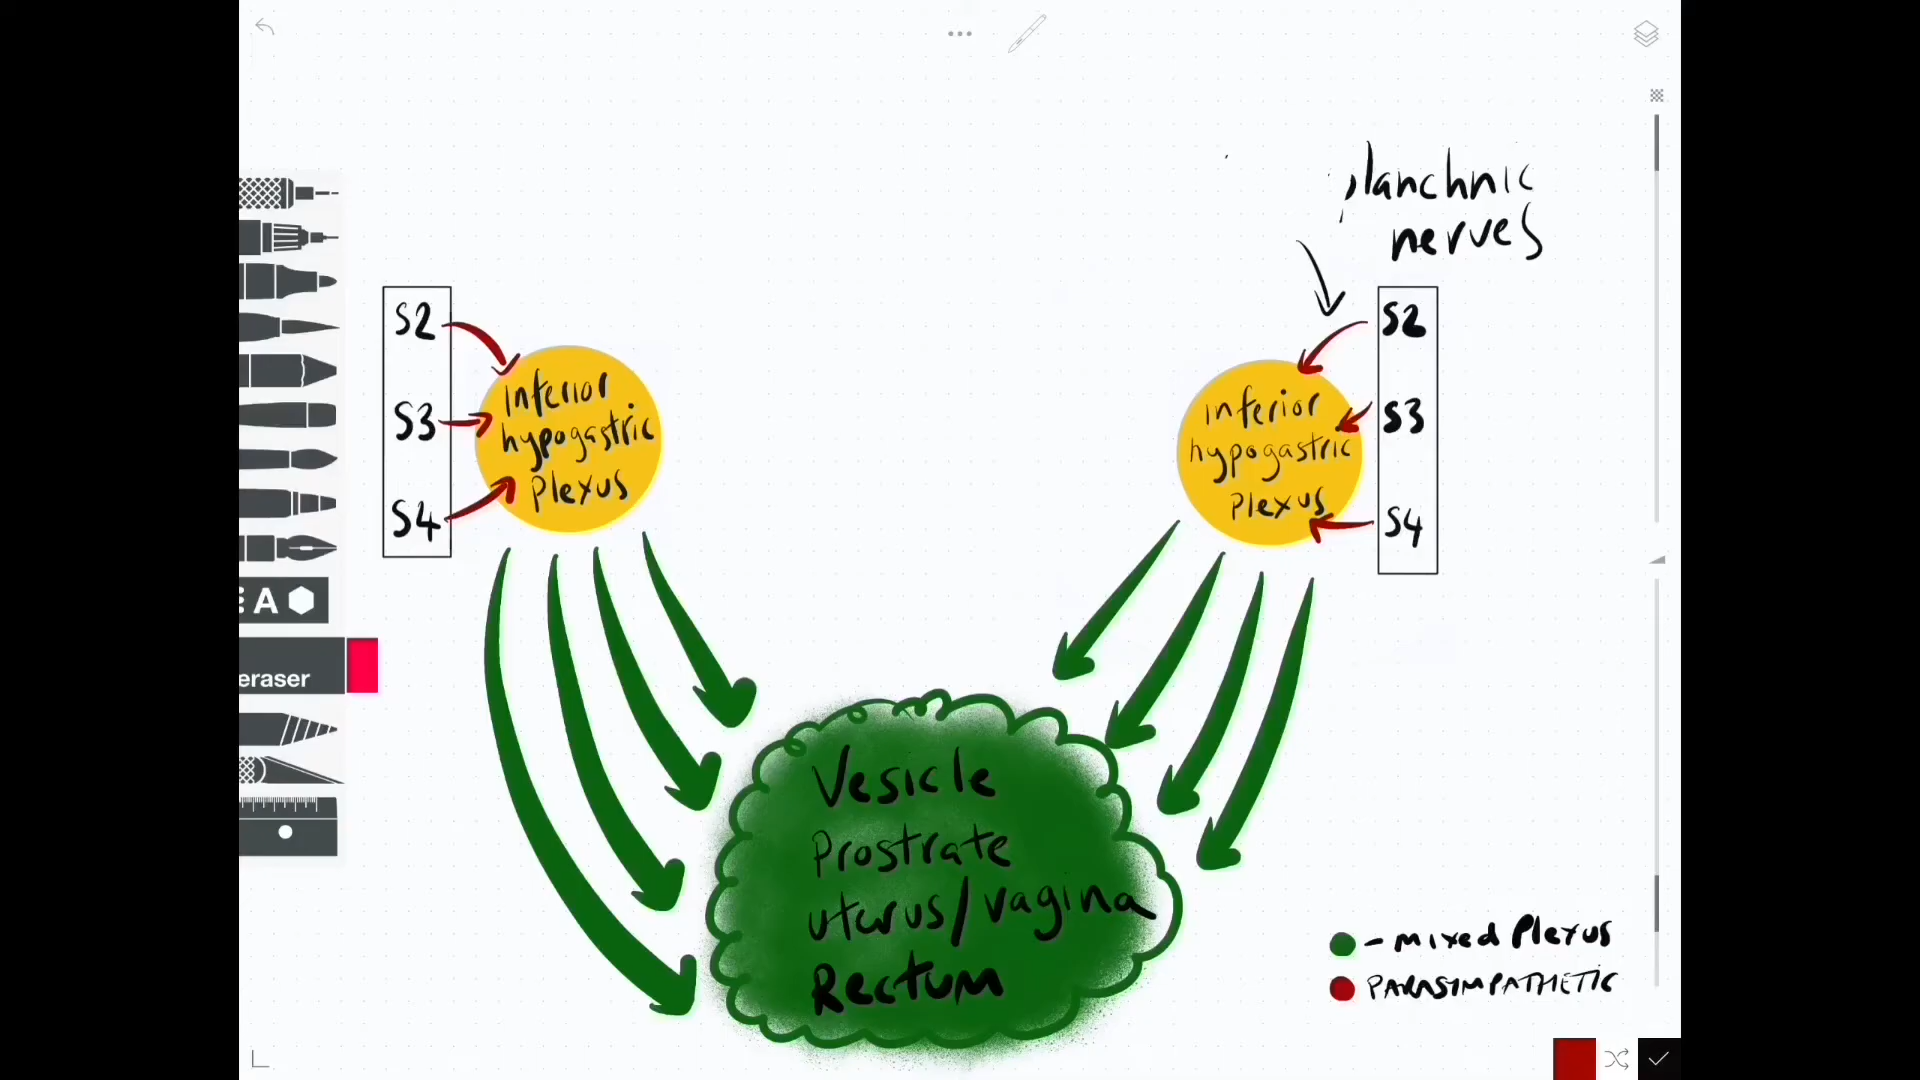 planchnic
nerves
S2
S3
S4
Inferior
hypogastric
Plexus
S2
S3
S4
inferior
hypogastric
Plexus
A
eraser
Vesicle
Prostrate
uterus/vagina
Rectum
- mixed Plexus
PARASYMPATHETIC